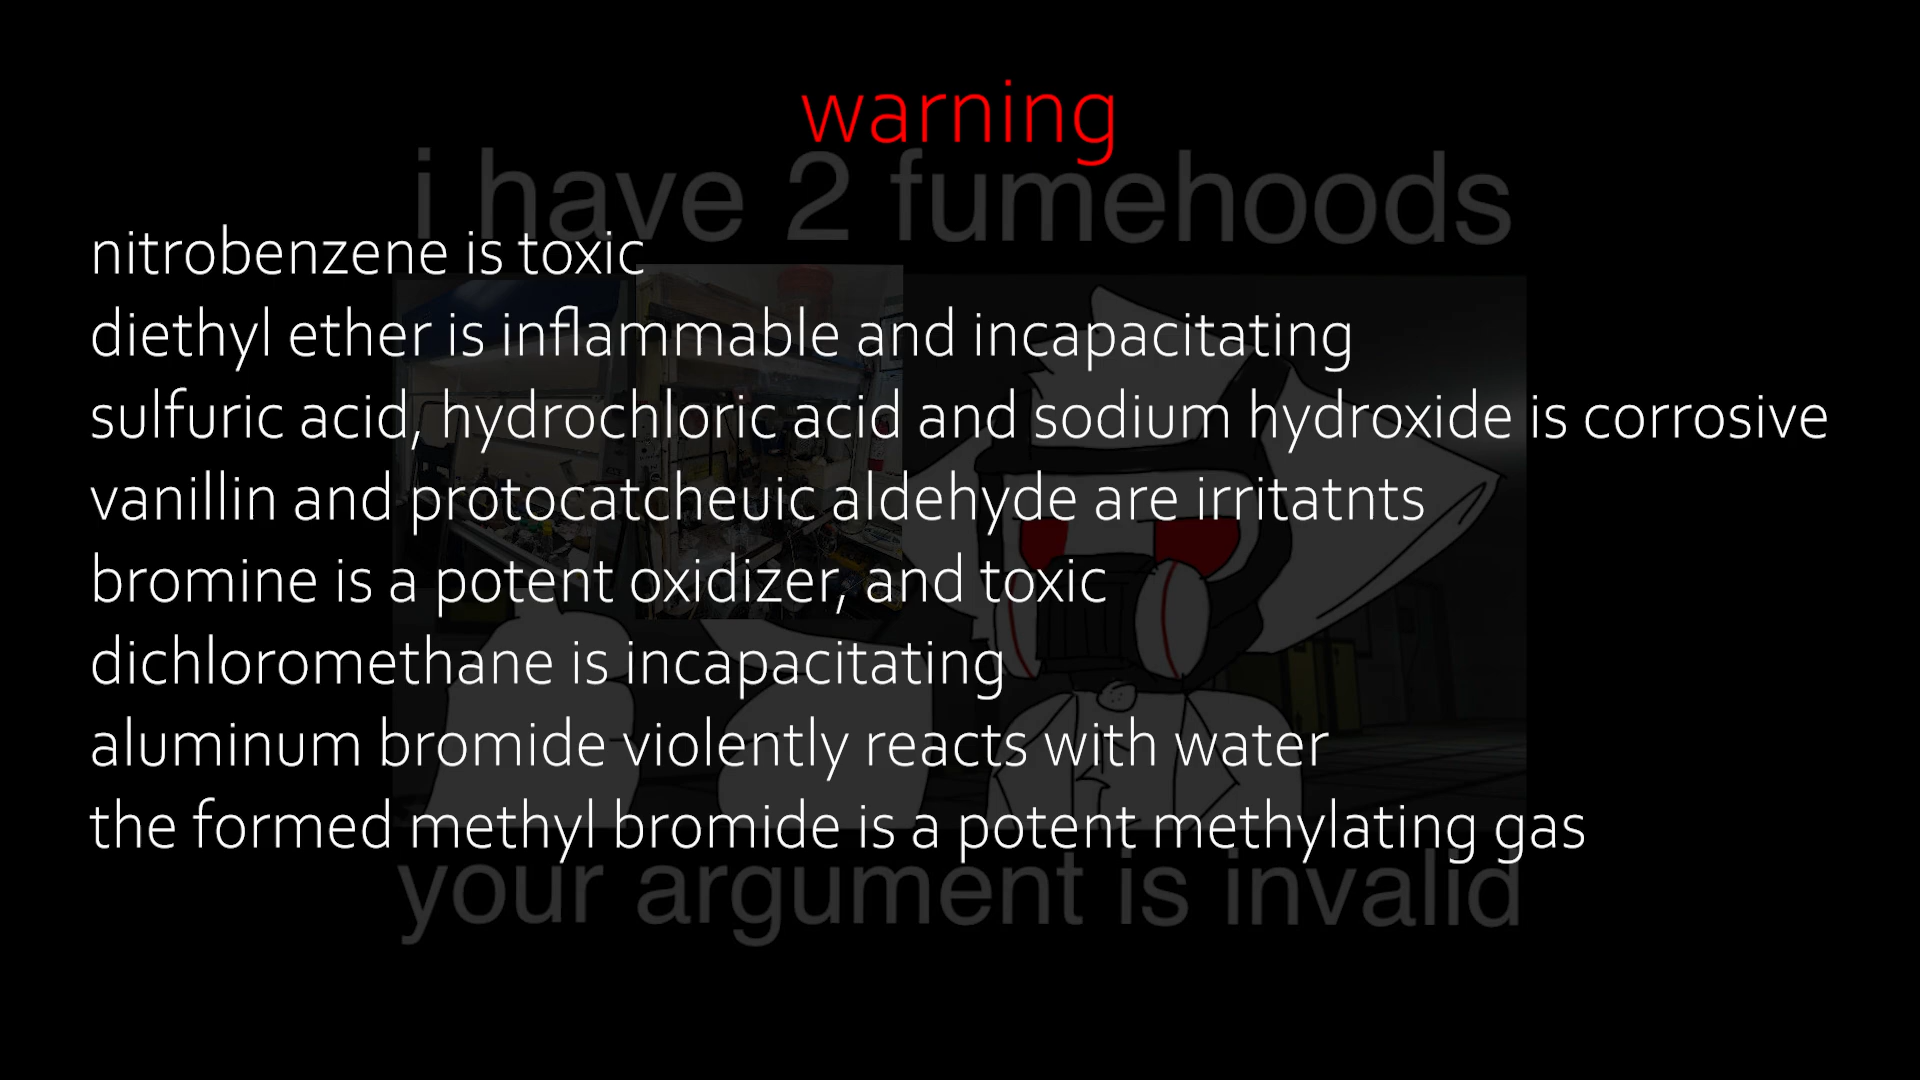 warning
i have 2 fumehoods
nitrobenzene is toxic
diethyl ether is inflammable and incapacitating
sulfuric acid, hydrochloric acid and sodium hydroxide is corrosive
vanillin and protocatcheuic aldehyde are irritatnts
bromine is a potent oxidizer, and toxic
dichloromethane is incapacitating
aluminum bromide violently reacts with water
the formed methyl bromide is a potent methylating gas
your argument is invalid